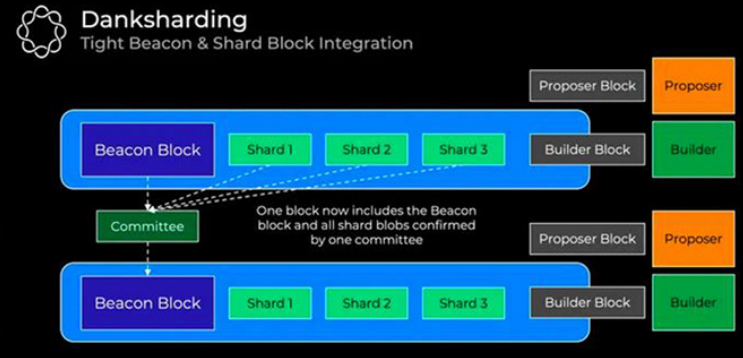 Danksharding
Tight Beacon & Shard Block Integration
Proposer Block
Proposer
Beacon Block
Shard 1
Shard 2
Shard 3
Builder Block
Builder
Committee
One block now includes the Beacon
block and all shard blobs confirmed
by one committee
Proposer Block
Proposer
Beacon Block
Shard 1
Shard 2
Shard 3
Builder Block
Builder